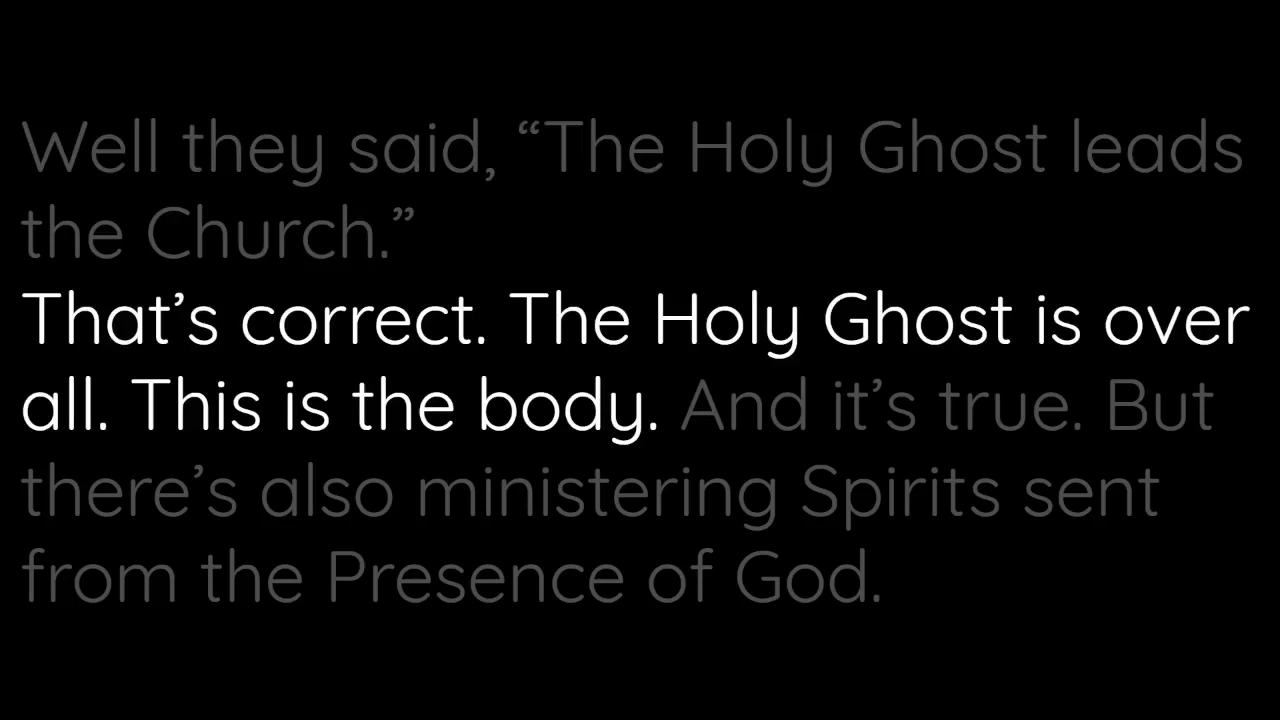 Well they said, “The Holy Ghost leads
the Church.”
That’s correct. The Holy Ghost is over
all. This is the body. And it’s true. But
there’s also ministering Spirits sent
from the Presence of God.